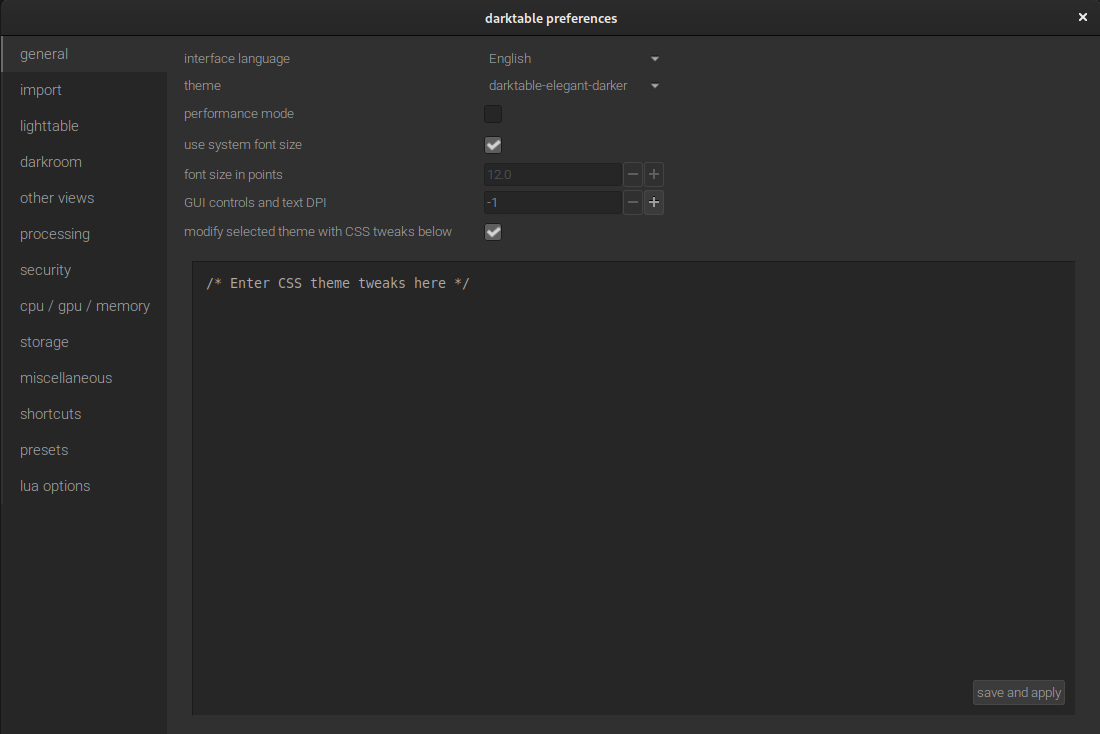 darktable preferences
general
import
lighttable
darkroom
other views
processing
security
cpu / gpu / memory
storage
miscellaneous
shortcuts
presets
lua options
interface language English
theme darktable-elegant-darker
performance mode
use system font size
font size in points 12.0
GUI controls and text DPI -1
modify selected theme with CSS tweaks below
/* Enter CSS theme tweaks here */
save and apply